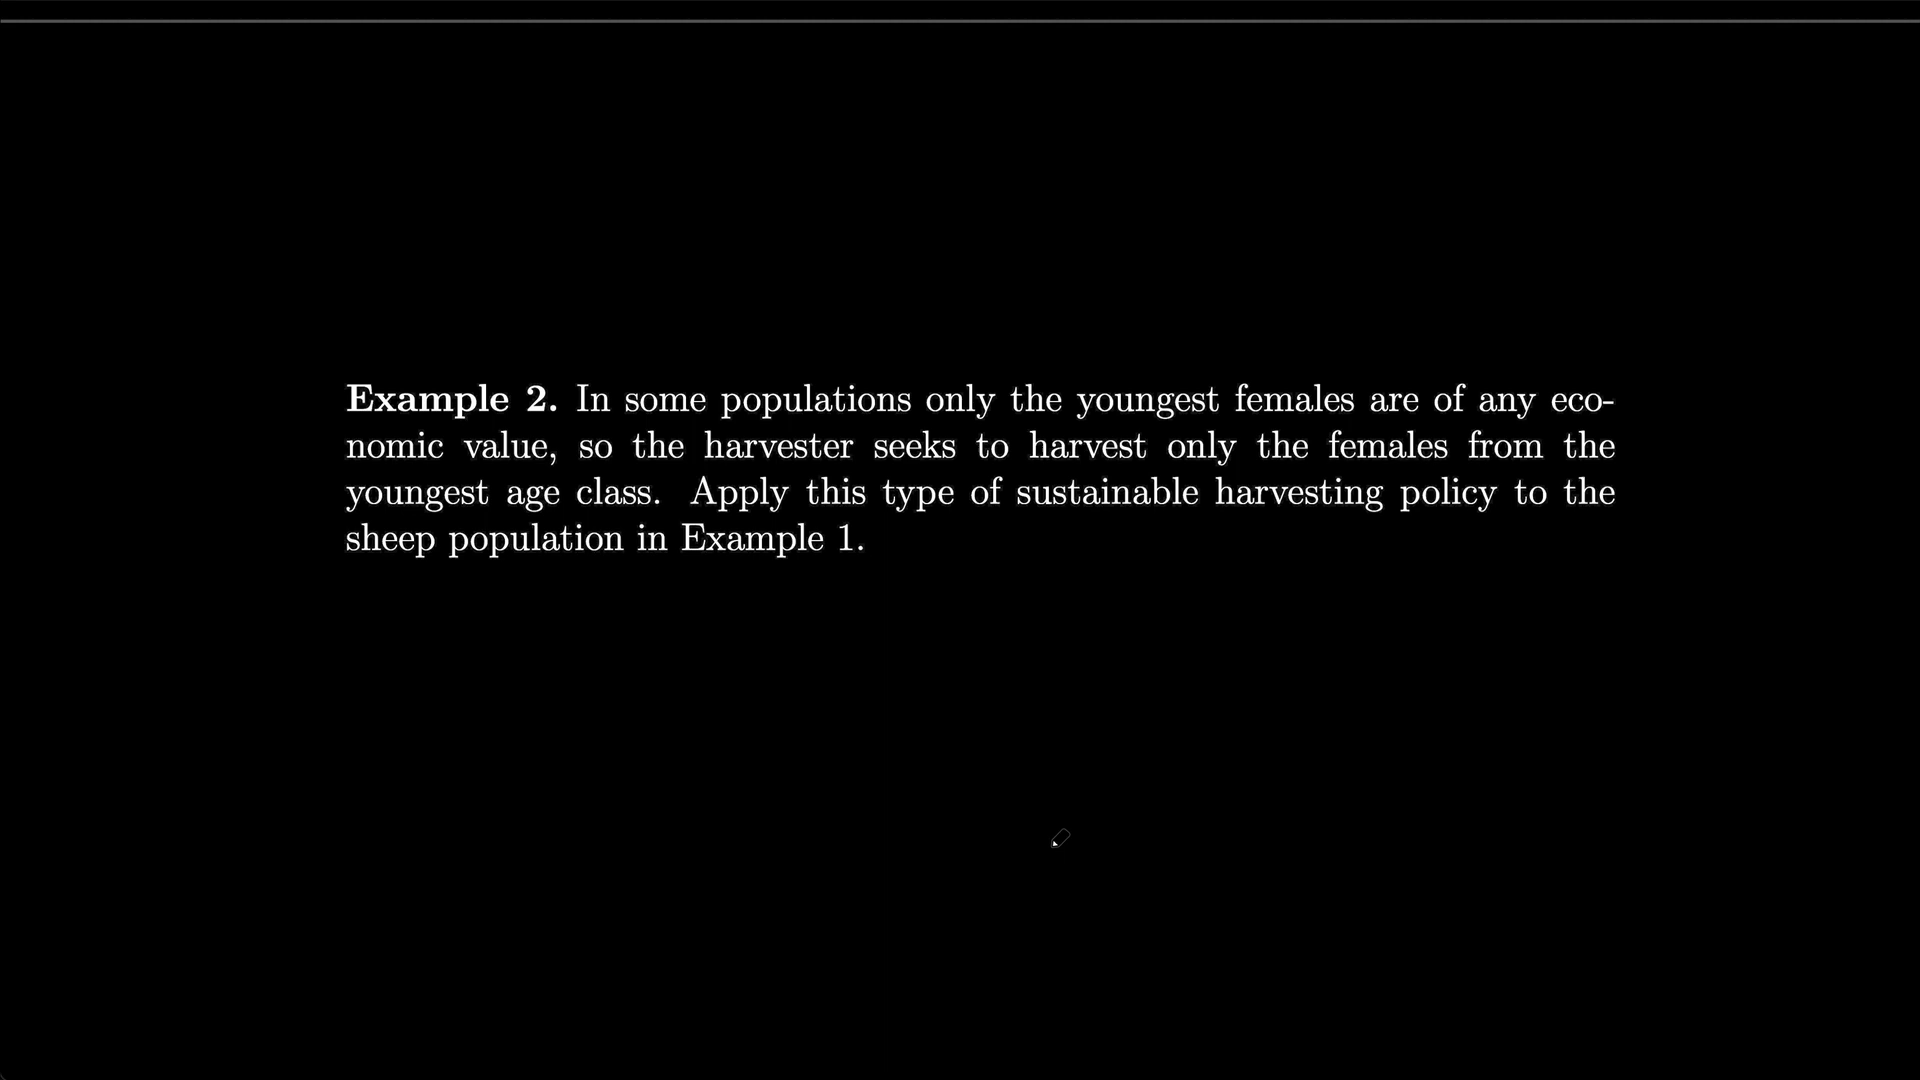 Example 2. In some populations only the youngest females are of any eco-
nomic value, so the harvester seeks to harvest only the females from the
youngest age class. Apply this type of sustainable harvesting policy to the
sheep population in Example 1.